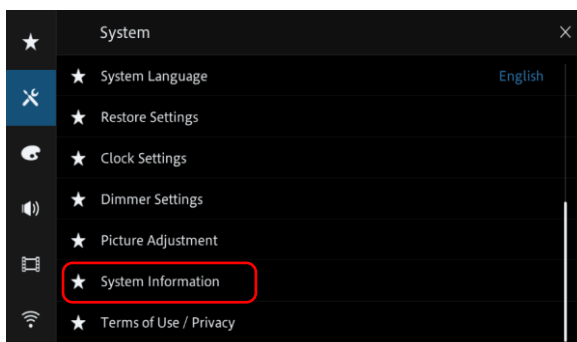 System
System Language English
Restore Settings
Clock Settings
Dimmer Settings
Picture Adjustment
System Information
Terms of Use / Privacy